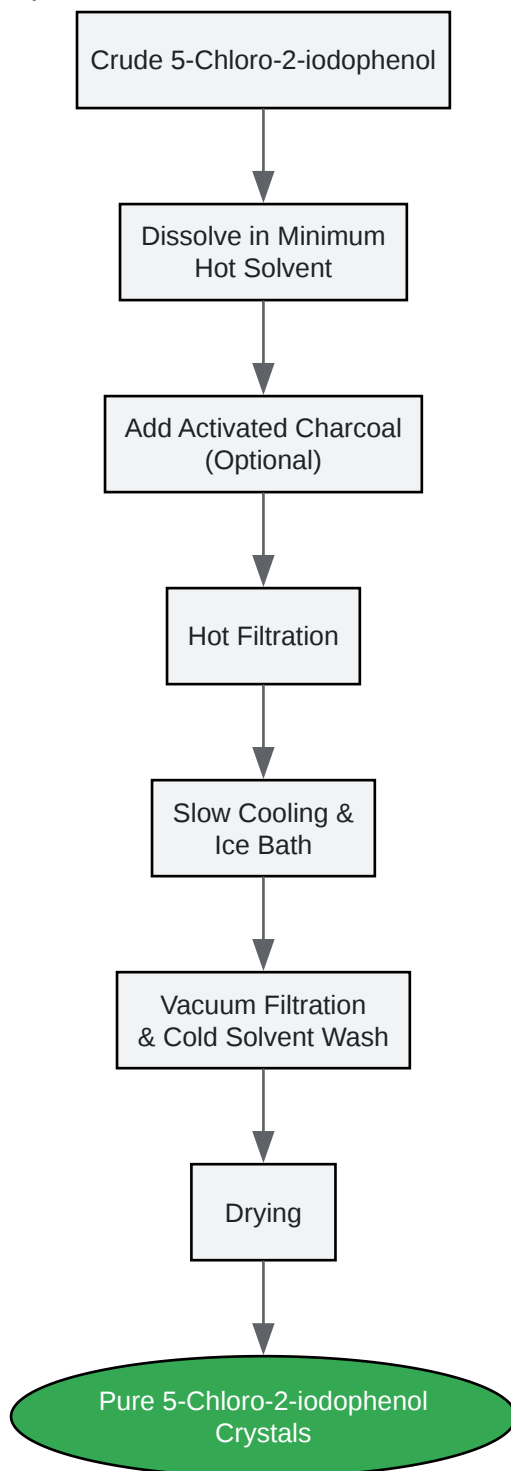 Crude 5-Chloro-2-iodophenol
Dissolve in Minimum
Hot Solvent
Add Activated Charcoal
(Optional)
Hot Filtration
Slow Cooling &
Ice Bath
Vacuum Filtration
& Cold Solvent Wash
Drying
Pure 5-Chloro-2-iodophenol
Crystals